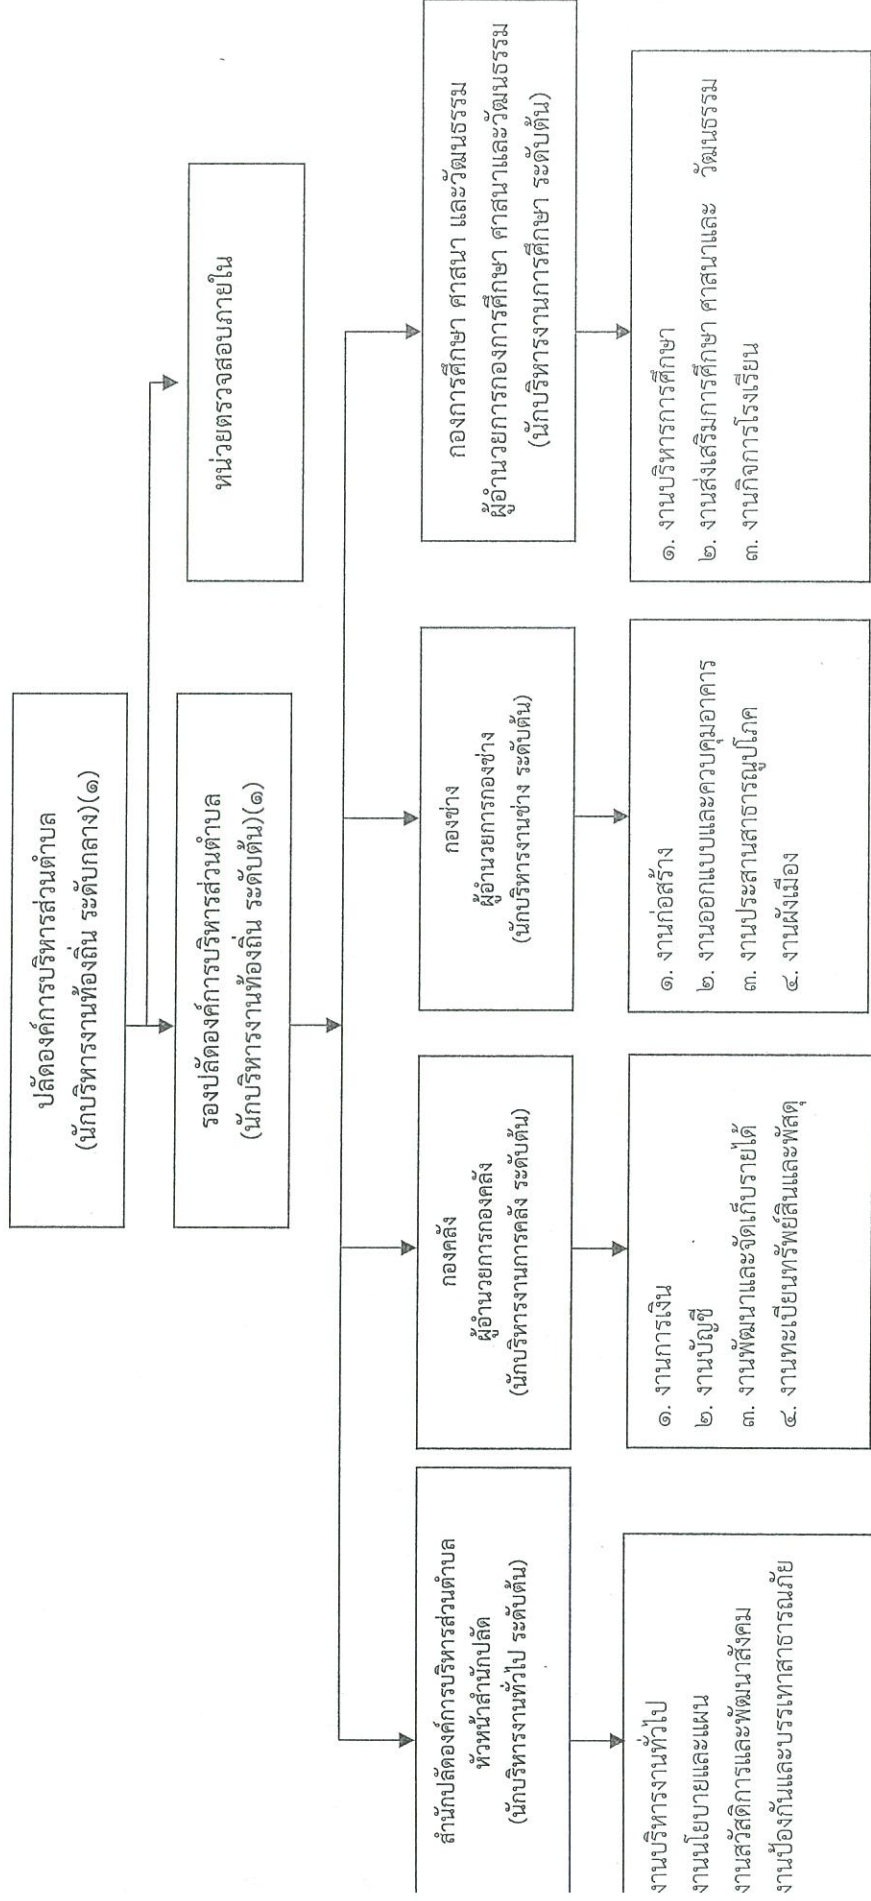 ปลัดองค์การบริหารส่วนตำบล
(นักบริหารงานท้องถิ่น ระดับกลาง)(๑)
หน่วยตรวจสอบภายใน
รองปลัดองค์การบริหารส่วนตำบล
(นักบริหารงานท้องถิ่น ระดับต้น)(๑)
สำนักปลัดองค์การบริหารส่วนตำบล
หัวหน้าสำนักปลัด
(นักบริหารงานทั่วไป ระดับต้น)
กองคลัง
ผู้อำนวยการกองคลัง
(นักบริหารงานการคลัง ระดับต้น)
กองช่าง
ผู้อำนวยการกองช่าง
(นักบริหารงานช่าง ระดับต้น)
กองการศึกษา ศาสนา และวัฒนธรรม
ผู้อำนวยการกองการศึกษา ศาสนาและวัฒนธรรม
(นักบริหารงานการศึกษา ระดับต้น)
งานบริหารงานทั่วไป
งานนโยบายและแผน
งานสวัสดิการและพัฒนาสังคม
งานป้องกันและบรรเทาสาธารณภัย
๑. งานการเงิน
๒. งานบัญชี
๓. งานพัฒนาและจัดเก็บรายได้
๔. งานทะเบียนทรัพย์สินและพัสดุ
๑. งานก่อสร้าง
๒. งานออกแบบและควบคุมอาคาร
๓. งานประสานสาธารณูปโภค
๔. งานผังเมือง
๑. งานบริหารการศึกษา
๒. งานส่งเสริมการศึกษา ศาสนาและ วัฒนธรรม
๓. งานกิจการโรงเรียน